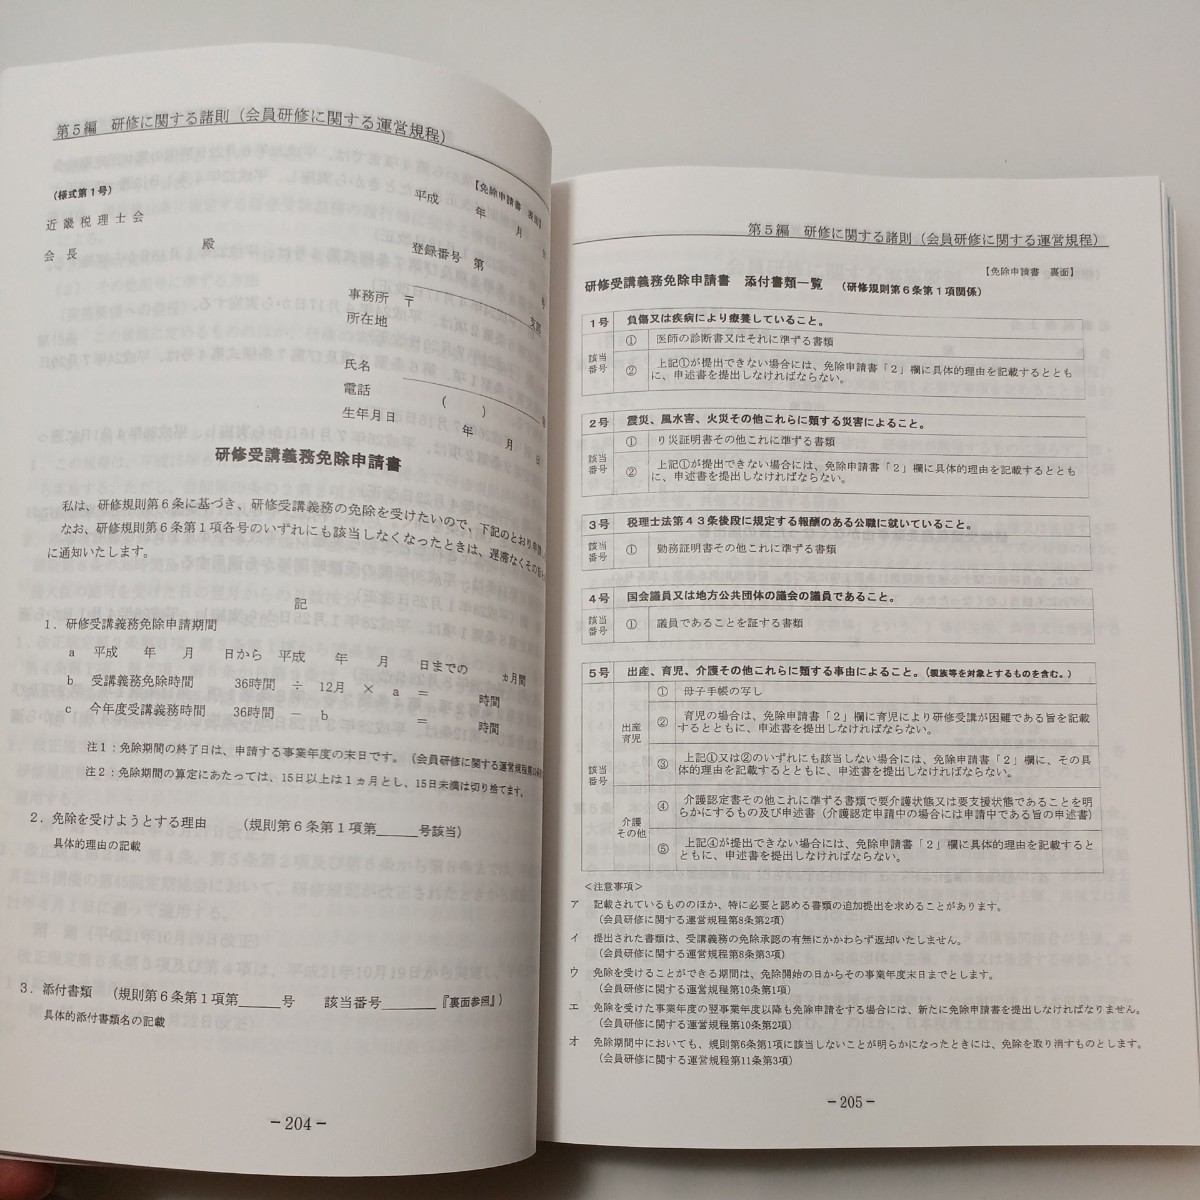 第5編　研修に関する諸則（会員研修に関する運営規程）
【免除申請書　表面】
（様式第1号）
平成　　年　　月　　日
近畿税理士会
会長　　　　　　　殿
登録番号　第　　　　号
事務所　〒　　　　　　支部
所在地
氏名
電話　　　（　　）
生年月日　　　年　　月　　日
研修受講義務免除申請書
私は、研修規則第6条に基づき、研修受講義務の免除を受けたいので、下記のとおり申請
なお、研修規則第6条第1項各号のいずれにも該当しなくなったときは、遅滞なくその旨
に通知いたします。
記
1．研修受講義務免除申請期間
a　平成　　年　　月　　日から　平成　　年　　月　　日までの　　ヵ月間
b　受講義務免除時間　　36時間　÷　12月　×　a　＝　　　時間
c　今年度受講義務時間　　36時間　－　b　　　　＝　　　時間
注1：免除期間の終了日は、申請する事業年度の末日です。（会員研修に関する運営規程第10条
注2：免除期間の算定にあたっては、15日以上は1ヵ月とし、15日未満は切り捨てます。
2．免除を受けようとする理由　　（規則第6条第1項第＿＿＿号該当）
具体的理由の記載
3．添付書類　（規則第6条第1項第＿＿＿号　　該当番号＿＿＿＿＿『裏面参照』）
具体的添付書類名の記載
－204－
第5編　研修に関する諸則（会員研修に関する運営規程）
【免除申請書　裏面】
研修受講義務免除申請書　添付書類一覧　（研修規則第6条第1項関係）
1号　負傷又は疾病により療養していること。
該当番号　①　医師の診断書又はそれに準ずる書類
②　上記①が提出できない場合には、免除申請書「2」欄に具体的理由を記載するととも
に、申述書を提出しなければならない。
2号　震災、風水害、火災その他これらに類する災害によること。
該当番号　①　り災証明書その他これに準ずる書類
②　上記①が提出できない場合には、免除申請書「2」欄に具体的理由を記載するととも
に、申述書を提出しなければならない。
3号　税理士法第43条後段に規定する報酬のある公職に就いていること。
該当番号　①　勤務証明書その他これに準ずる書類
4号　国会議員又は地方公共団体の議会の議員であること。
該当番号　①　議員であることを証する書類
5号　出産、育児、介護その他これらに類する事由によること。（親族等を対象とするものを含む。）
該当番号　出産育児　①　母子手帳の写し
②　育児の場合は、免除申請書「2」欄に育児により研修受講が困難である旨を記載
するとともに、申述書を提出しなければならない。
③　上記①又は②のいずれにも該当しない場合には、免除申請書「2」欄に、その具
体的理由を記載するとともに、申述書を提出しなければならない。
介護その他　④　介護認定書その他これに準ずる書類で要介護状態又は要支援状態であることを明
らかにするもの及び申述書（介護認定申請中の場合には申請中である旨の申述書）
⑤　上記④が提出できない場合には、免除申請書「2」欄に具体的理由を記載すると
ともに、申述書を提出しなければならない。
＜注意事項＞
ア　記載されているもののほか、特に必要と認める書類の追加提出を求めることがあります。
（会員研修に関する運営規程第8条第2項）
イ　提出された書類は、受講義務の免除承認の有無にかかわらず返却いたしません。
（会員研修に関する運営規程第8条第3項）
ウ　免除を受けることができる期間は、免除開始の日からその事業年度末日までとします。
（会員研修に関する運営規程第10条第1項）
エ　免除を受けた事業年度の翌事業年度以降も免除申請をする場合には、新たに免除申請書を提出しなければなりません。
（会員研修に関する運営規程第10条第2項）
オ　免除期間中においても、規則第6条第1項に該当しないことが明らかになったときには、免除を取り消すものとします。
（会員研修に関する運営規程第11条第3項）
－205－